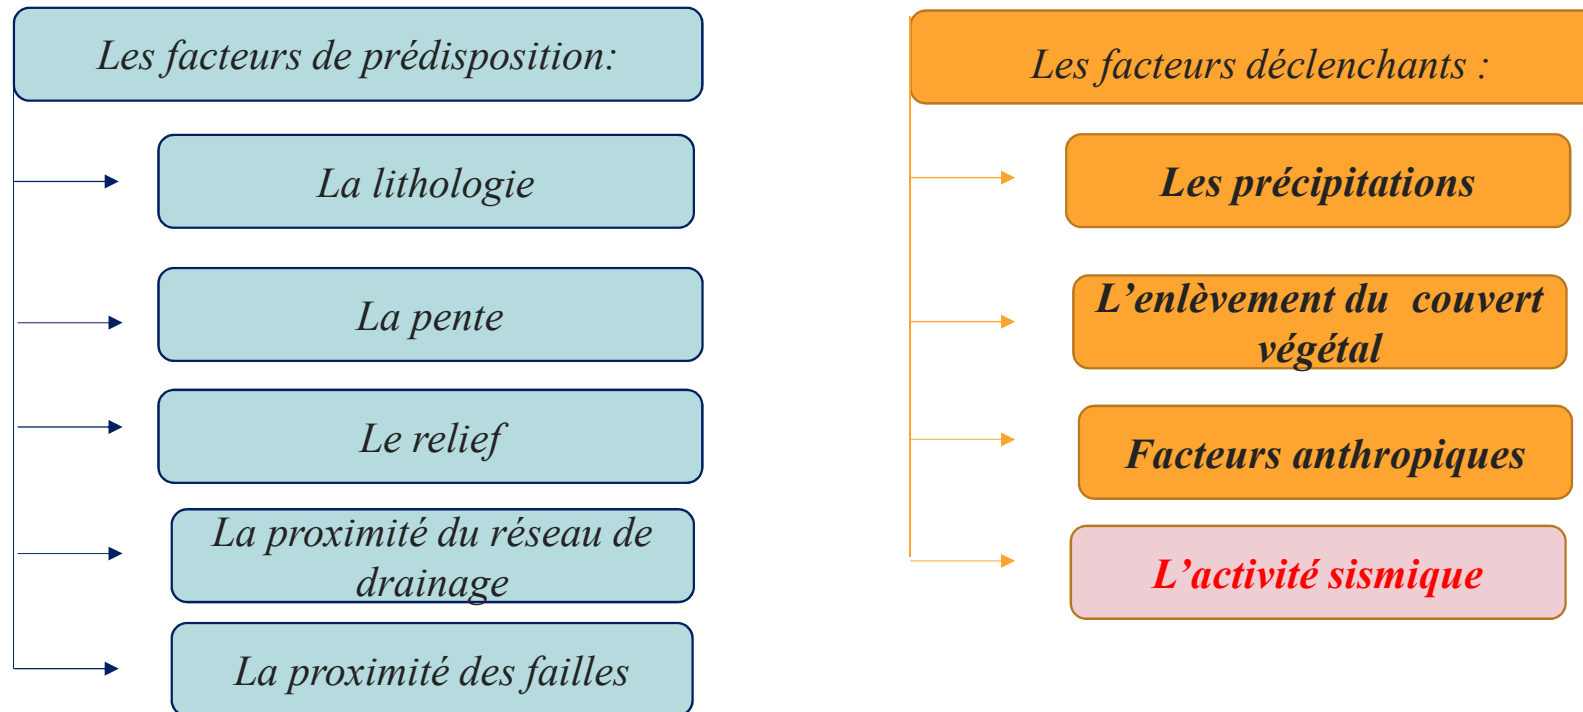 Les facteurs de prédisposition:
La lithologie
La pente
Le relief
La proximité du réseau de
drainage
La proximité des failles
Les facteurs déclenchants :
Les précipitations
L’enlèvement du couvert
végétal
Facteurs anthropiques
L’activité sismique